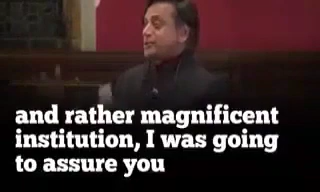 and rather magnificent
institution, I was going
to assure you